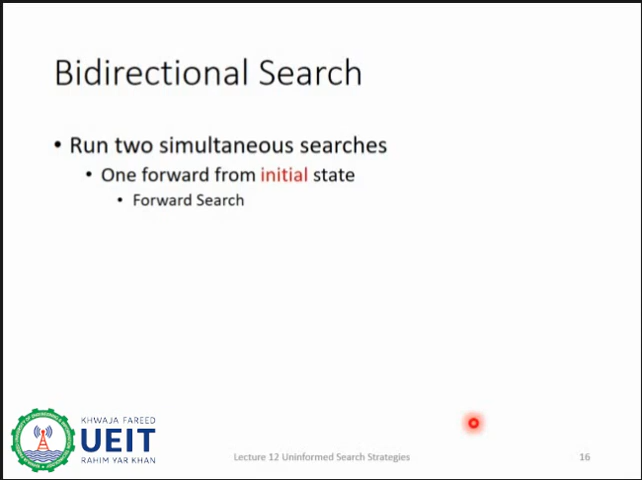 Bidirectional Search
• Run two simultaneous searches
• One forward from initial state
• Forward Search
KHWAJA FAREED
UEIT
RAHIM YAR KHAN
Lecture 12 Uninformed Search Strategies
16